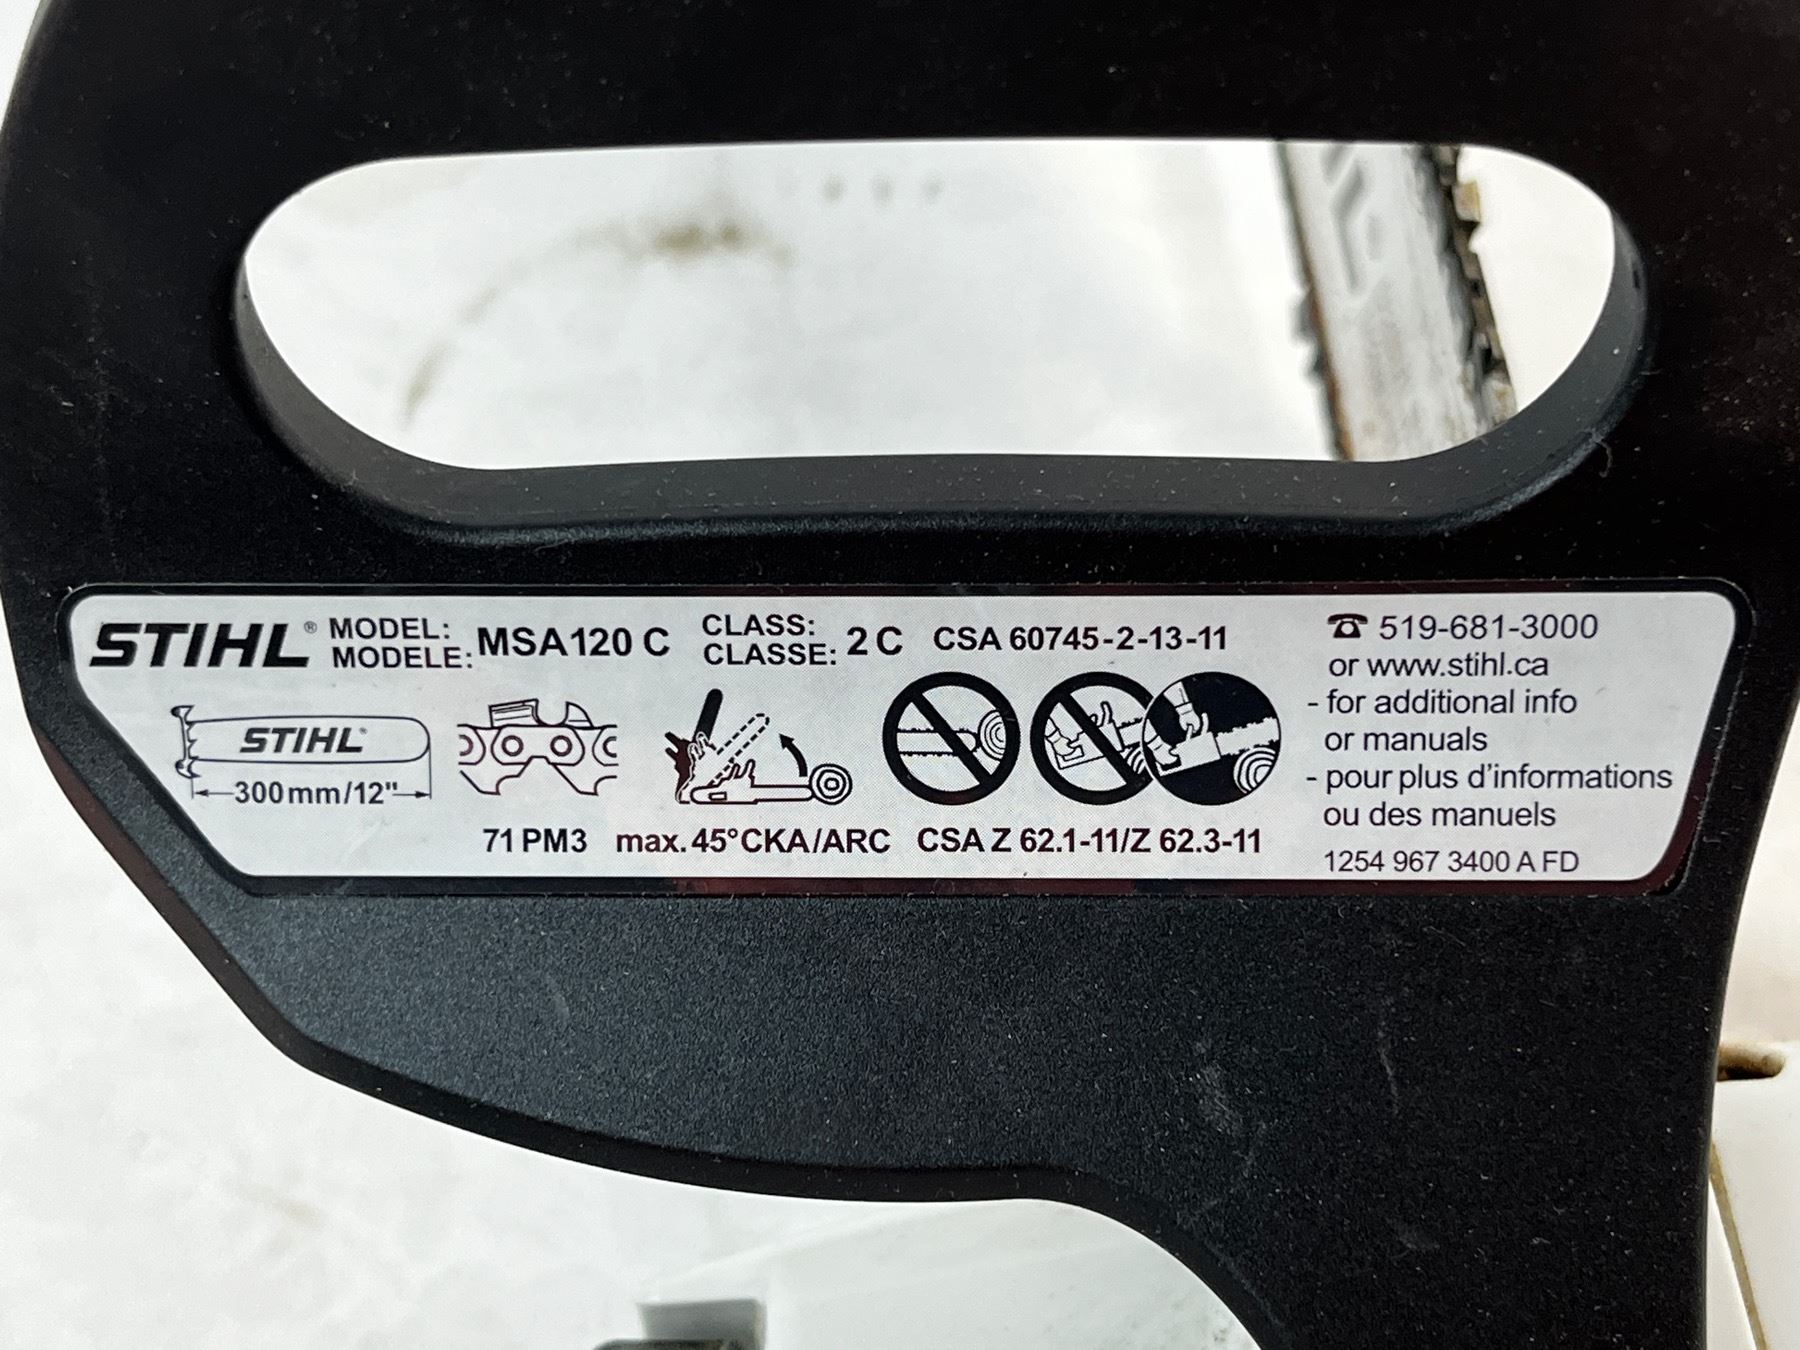 STIHL® MODEL: MODELE: MSA120 C CLASS: CLASSE: 2 C CSA 60745-2-13-11
STIHL
300mm/12"
71 PM3 max. 45° CKA/ARC CSA Z 62.1-11/Z 62.3-11
☎ 519-681-3000
or www.stihl.ca
- for additional info
or manuals
- pour plus d'informations
ou des manuels
1254 967 3400 A FD